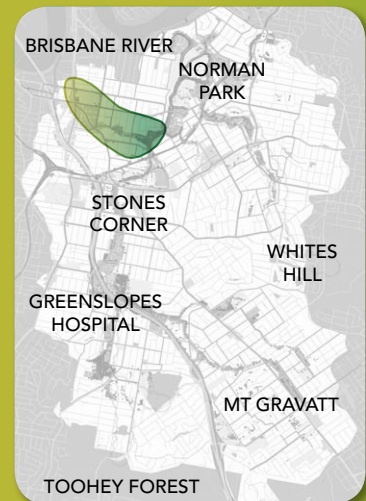 BRISBANE RIVER
NORMAN
PARK
STONES
CORNER
WHITES
HILL
GREENSLOPES
HOSPITAL
MT GRAVATT
TOOHEY FOREST